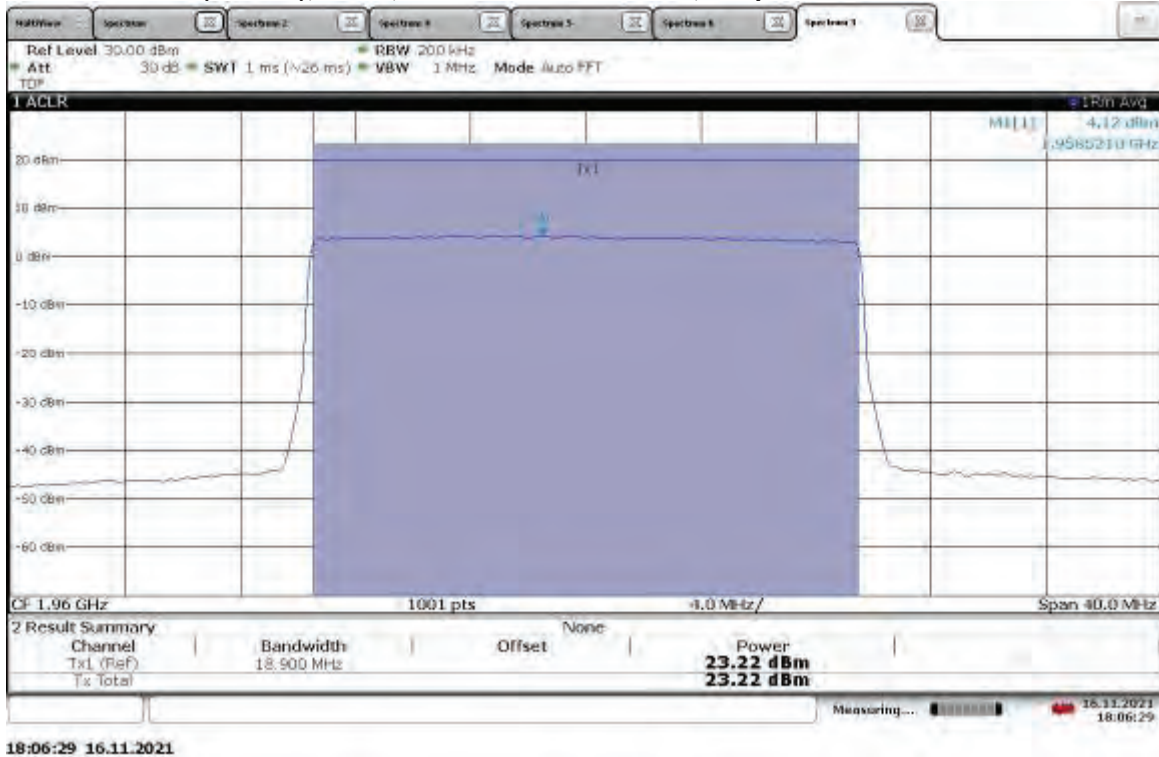 MultiView Spectrum Spectrum 2 Spectrum 4 Spectrum 5 Spectrum 6 Spectrum 3
Ref Level 30.00 dBm RBW 200 kHz
Att 30 dB SWT 1 ms (~26 ms) VBW 1 MHz Mode Auto FFT
TDF
1 ACLR 1Rm Avg
M1[1] 4.12 dBm
1.9585210 GHz
20 dBm
Tx1
10 dBm
0 dBm
-10 dBm
-20 dBm
-30 dBm
-40 dBm
-50 dBm
-60 dBm
CF 1.96 GHz 1001 pts 4.0 MHz/ Span 40.0 MHz
2 Result Summary None
Channel Bandwidth Offset Power
Tx1 (Ref) 18.900 MHz 23.22 dBm
Tx Total 23.22 dBm
Measuring... 16.11.2021
18:06:29
18:06:29 16.11.2021